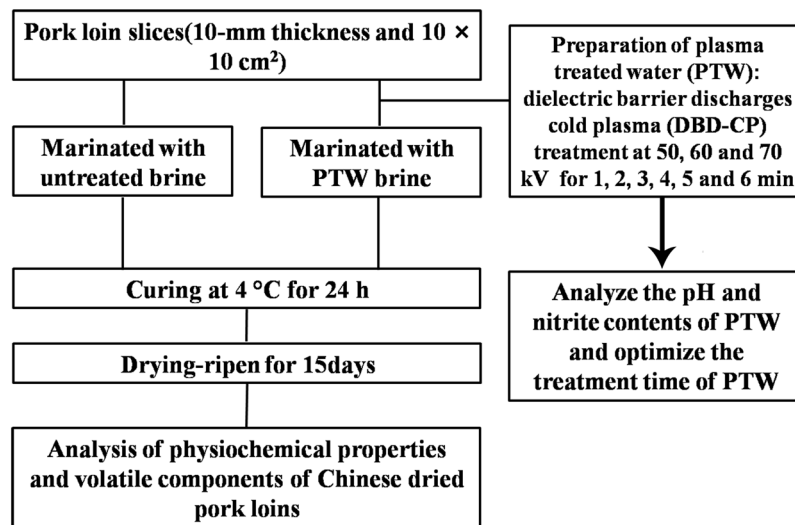 Pork loin slices(10-mm thickness and 10 ×
10 cm²)
Preparation of plasma
treated water (PTW):
dielectric barrier discharges
cold plasma (DBD-CP)
treatment at 50, 60 and 70
kV for 1, 2, 3, 4, 5 and 6 min
Marinated with
untreated brine
Marinated with
PTW brine
Curing at 4 °C for 24 h
Analyze the pH and
nitrite contents of PTW
and optimize the
treatment time of PTW
Drying-ripen for 15days
Analysis of physiochemical properties
and volatile components of Chinese dried
pork loins